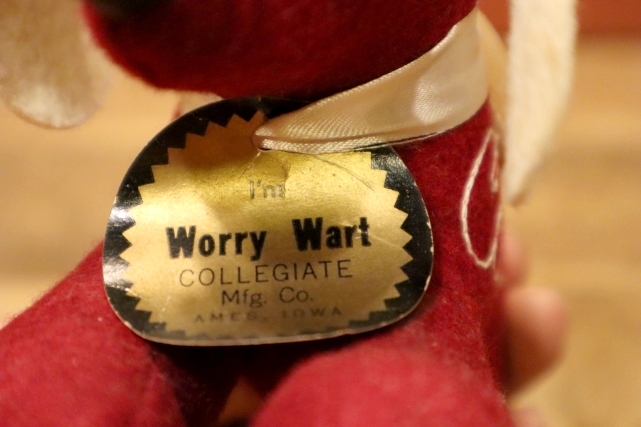 I'm
Worry Wart
COLLEGIATE
Mfg. Co.
AMES, IOWA